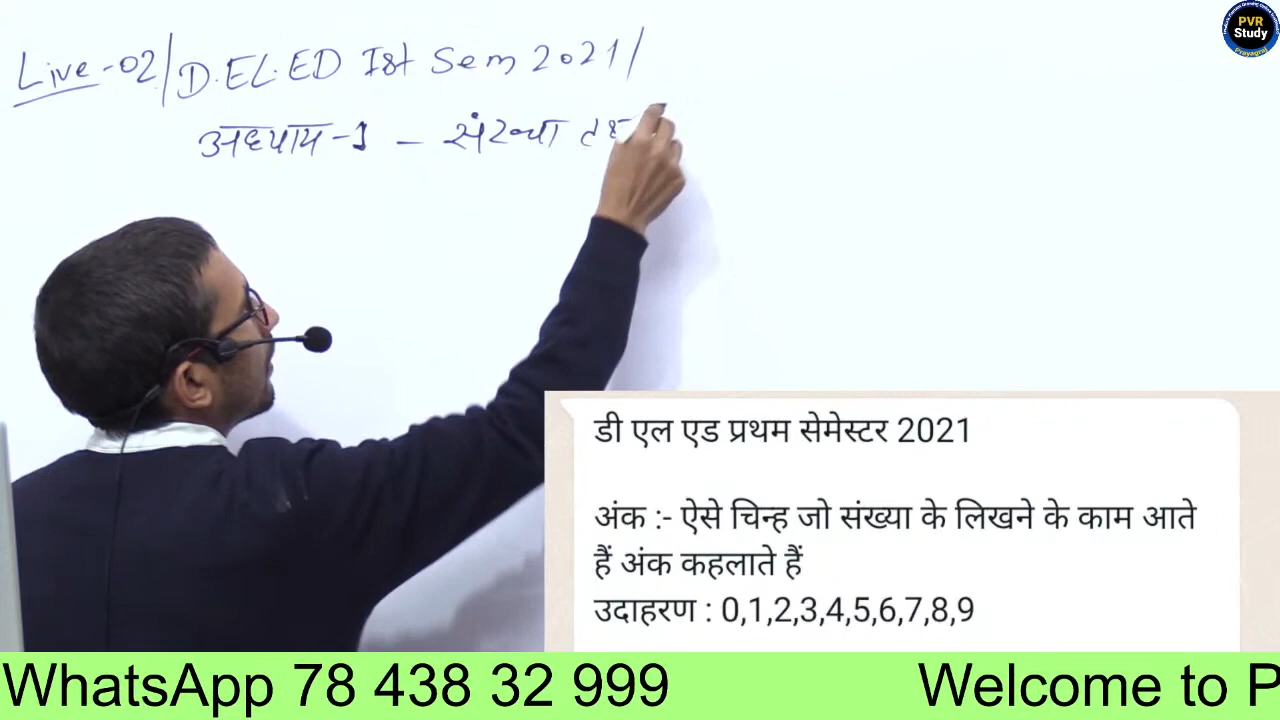 PVR
Study
Prayagraj
Live-02/D.EL.ED Ist Sem 2021/
अध्याय-1 - संख्या
डी एल एड प्रथम सेमेस्टर 2021
अंक :- ऐसे चिन्ह जो संख्या के लिखने के काम आते
हैं अंक कहलाते हैं
उदाहरण : 0,1,2,3,4,5,6,7,8,9
WhatsApp 78 438 32 999
Welcome to P